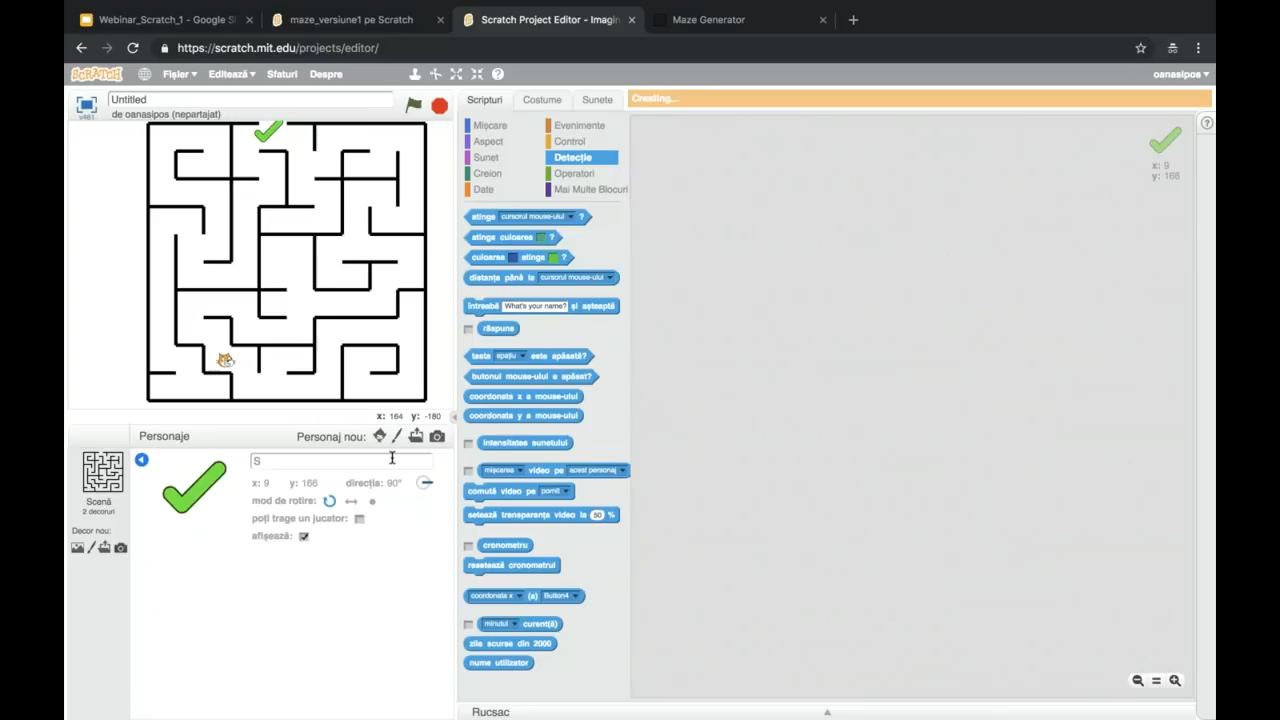 Webinar_Scratch_1 - Google Sl
maze_versiune1 pe Scratch
Scratch Project Editor - Imagin
Maze Generator
https://scratch.mit.edu/projects/editor/
SCRATCH
Fișier
Editează
Sfaturi
Despre
oanasipos
Untitled
de oanasipos (nepartajat)
v461
Scripturi
Costume
Sunete
Creating...
Mișcare
Evenimente
Aspect
Control
Sunet
Detecție
Creion
Operatori
Date
Mai Multe Blocuri
x: 9
y: 166
atinge cursorul mouse-ului ?
atinge culoarea ?
culoarea atinge ?
distanța până la cursorul mouse-ului
întreabă What's your name? și așteaptă
răspuns
tasta spațiu este apăsată?
butonul mouse-ului e apăsat?
coordonata x a mouse-ului
coordonata y a mouse-ului
intensitatea sunetului
mișcarea video pe acest personaj
comută video pe pornit
setează transparența video la 50 %
cronometru
resetează cronometrul
coordonata x (a) Button4
minutul curent(ă)
zile scurse din 2000
nume utilizator
x: 164 y: -180
Personaje
Personaj nou:
S
x: 9 y: 166 direcția: 90°
mod de rotire:
poți trage un jucator:
afișează:
Scenă
2 decoruri
Decor nou:
Rucsac